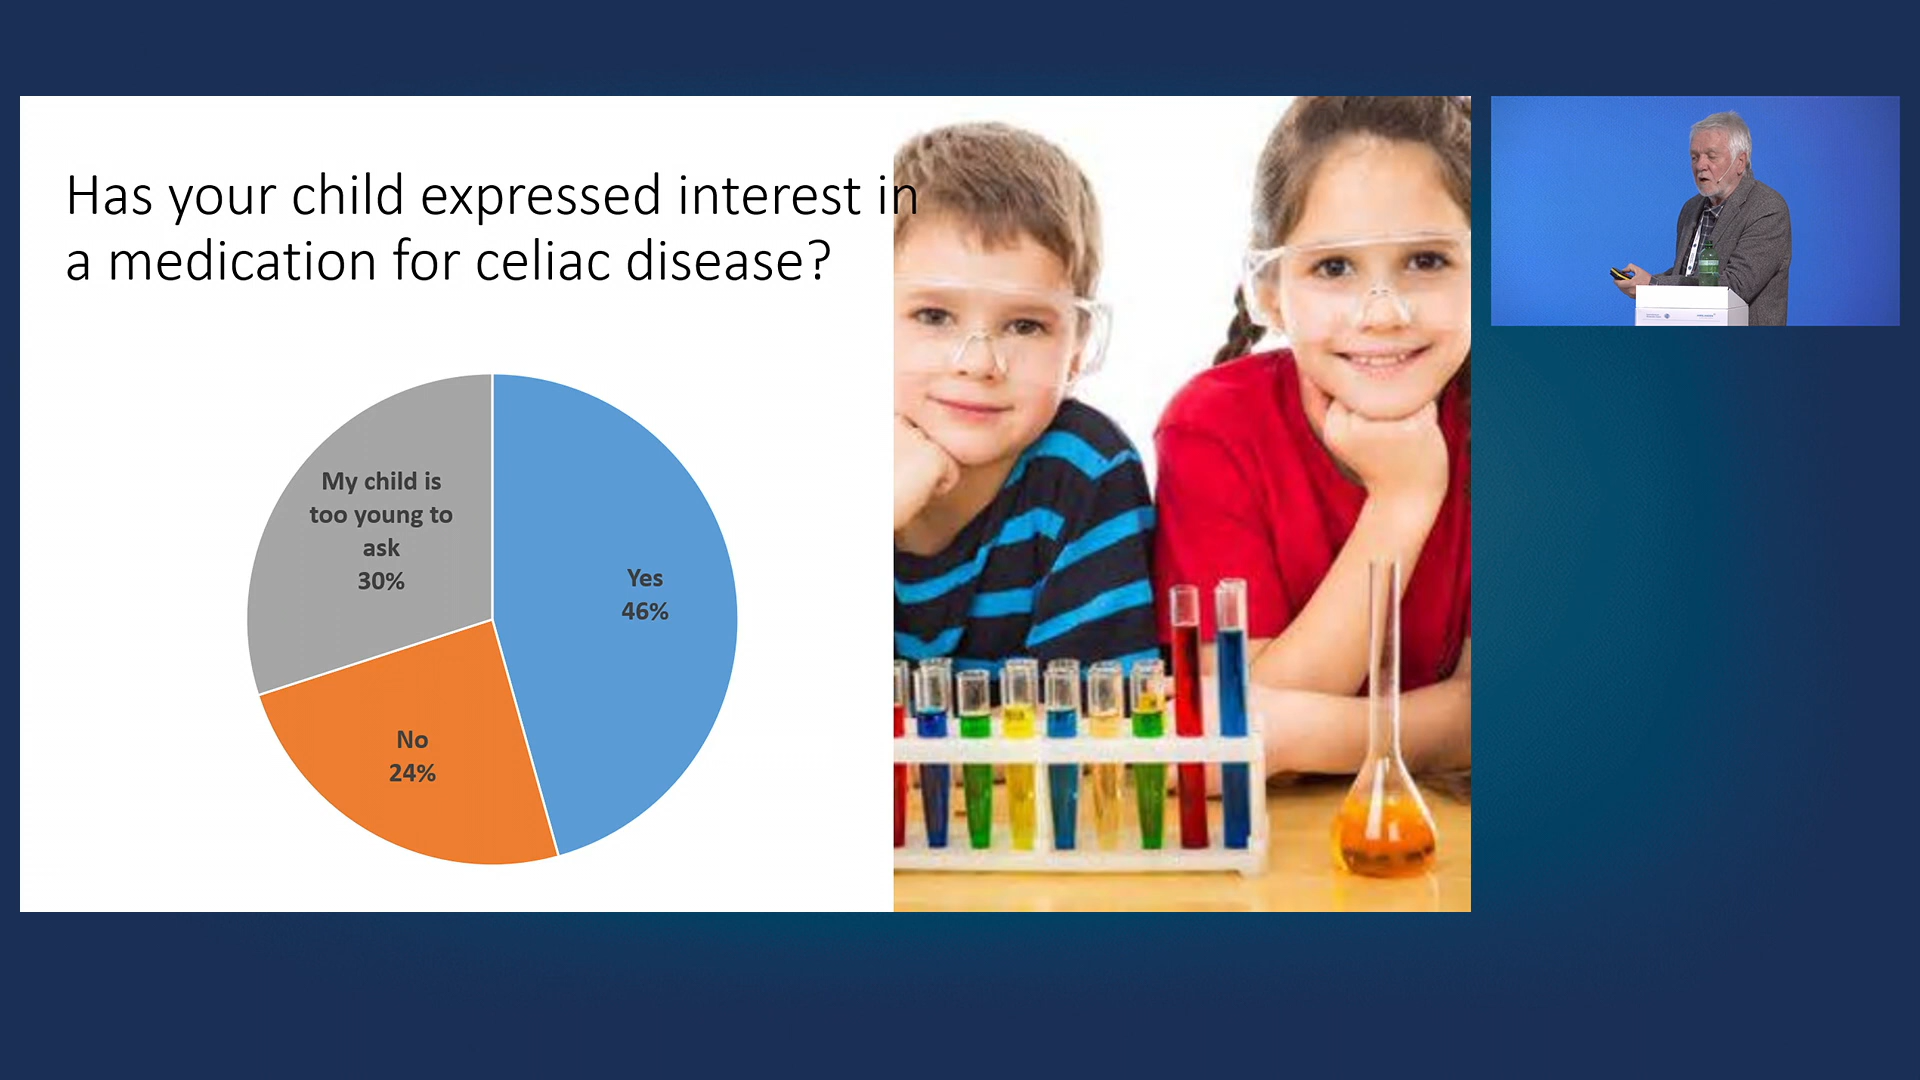 Has your child expressed interest in
a medication for celiac disease?
My child is
too young to
ask
30%
Yes
46%
No
24%